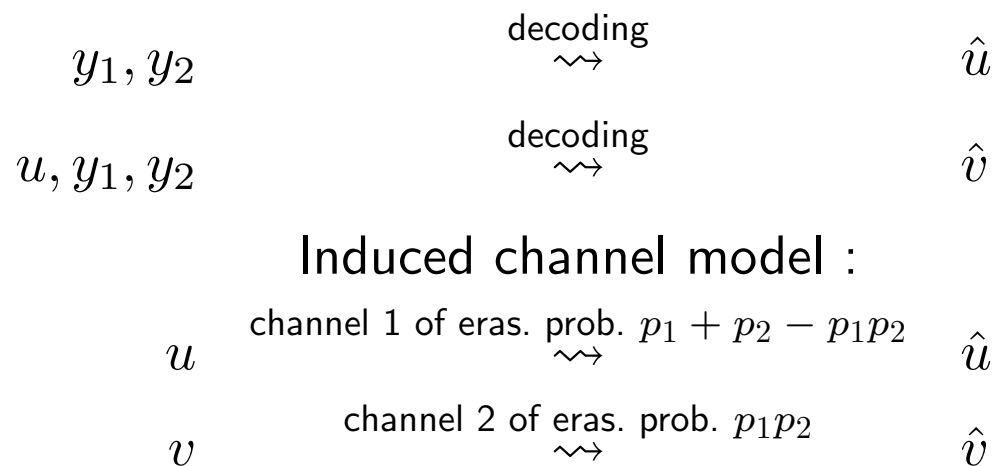 decoding
y₁, y₂ ⇝ û
decoding
u, y₁, y₂ ⇝ v̂
Induced channel model :
channel 1 of eras. prob. p₁ + p₂ − p₁p₂
u ⇝ û
channel 2 of eras. prob. p₁p₂
v ⇝ v̂